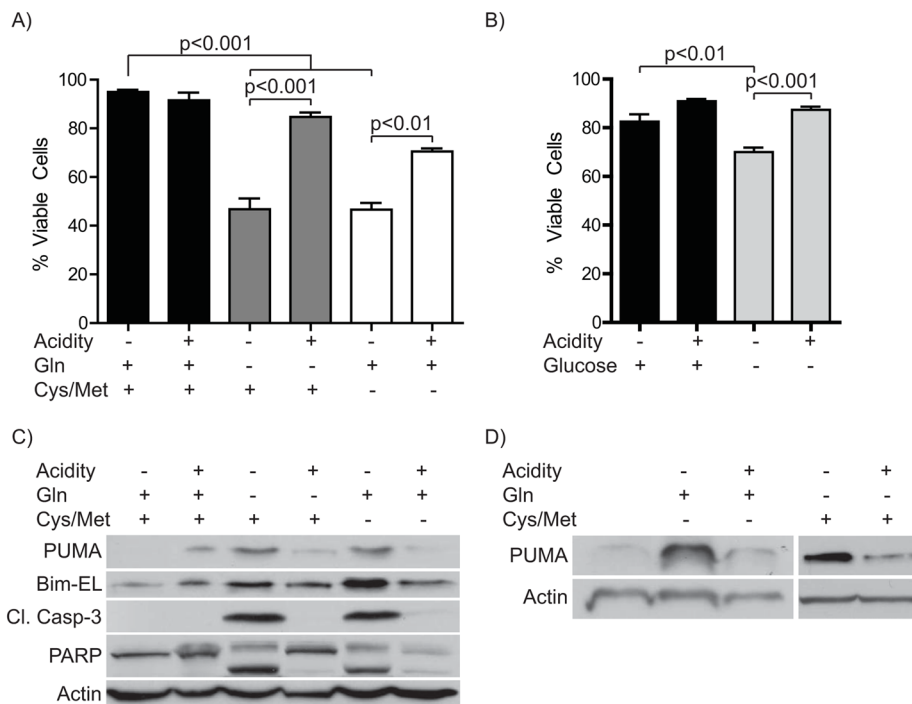 A)
p<0.001
p<0.001
p<0.01
100
80
60
40
20
0
% Viable Cells
Acidity - + - + - +
Gln + + - - + +
Cys/Met + + + + - -
B)
p<0.01
p<0.001
100
80
60
40
20
0
% Viable Cells
Acidity - + - +
Glucose + + - -
C)
Acidity - + - + - +
Gln + + - - + +
Cys/Met + + + + - -
PUMA
Bim-EL
Cl. Casp-3
PARP
Actin
D)
Acidity - + - +
Gln + + - -
Cys/Met - - + +
PUMA
Actin